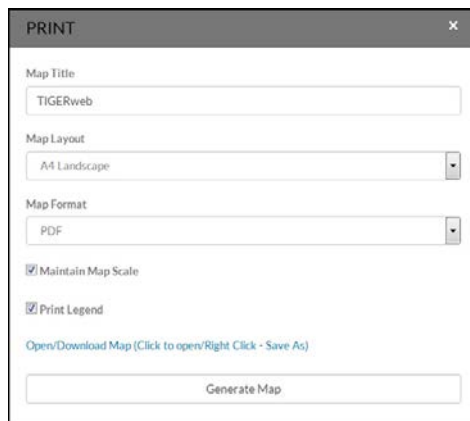 PRINT ×
Map Title
TIGERweb
Map Layout
A4 Landscape
Map Format
PDF
Maintain Map Scale
Print Legend
Open/Download Map (Click to open/Right Click - Save As)
Generate Map